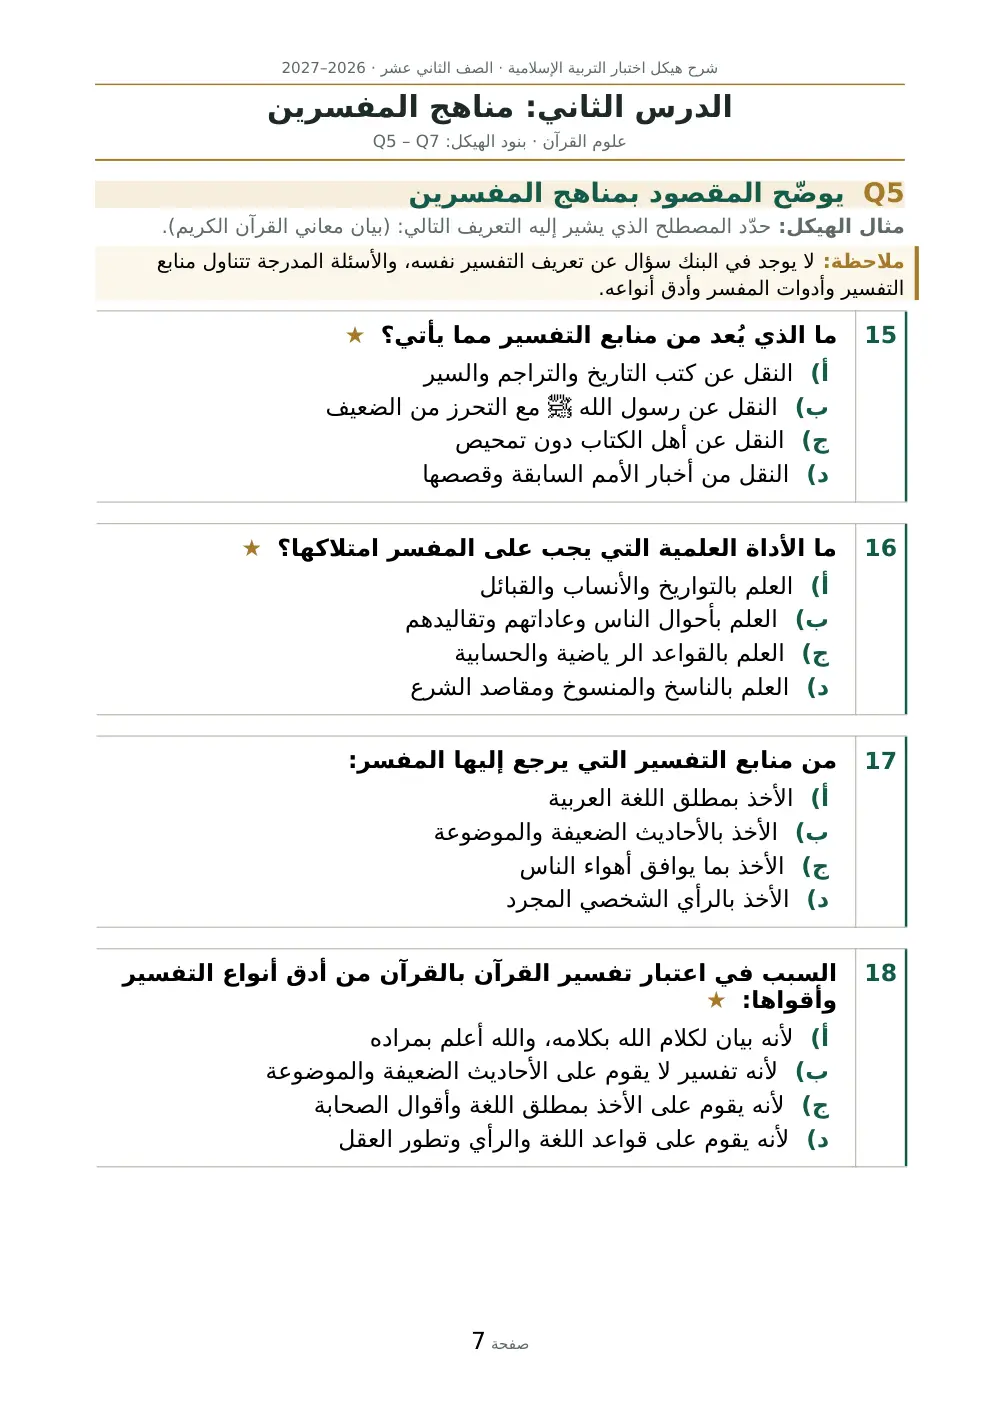 شرح هيكل اختبار التربية الإسلامية · الصف الثاني عشر · 2026–2027
الدرس الثاني: مناهج المفسرين
علوم القرآن · بنود الهيكل: Q5 – Q7
Q5 يوضّح المقصود بمناهج المفسرين
مثال الهيكل: حدّد المصطلح الذي يشير إليه التعريف التالي: (بيان معاني القرآن الكريم).
ملاحظة: لا يوجد في البنك سؤال عن تعريف التفسير نفسه، والأسئلة المدرجة تتناول منابع
التفسير وأدوات المفسر وأدق أنواعه.
15 ما الذي يُعد من منابع التفسير مما يأتي؟ ★
أ) النقل عن كتب التاريخ والتراجم والسير
ب) النقل عن رسول الله ﷺ مع التحرز من الضعيف
ج) النقل عن أهل الكتاب دون تمحيص
د) النقل من أخبار الأمم السابقة وقصصها
16 ما الأداة العلمية التي يجب على المفسر امتلاكها؟ ★
أ) العلم بالتواريخ والأنساب والقبائل
ب) العلم بأحوال الناس وعاداتهم وتقاليدهم
ج) العلم بالقواعد الر ياضية والحسابية
د) العلم بالناسخ والمنسوخ ومقاصد الشرع
17 من منابع التفسير التي يرجع إليها المفسر:
أ) الأخذ بمطلق اللغة العربية
ب) الأخذ بالأحاديث الضعيفة والموضوعة
ج) الأخذ بما يوافق أهواء الناس
د) الأخذ بالرأي الشخصي المجرد
18 السبب في اعتبار تفسير القرآن بالقرآن من أدق أنواع التفسير
وأقواها: ★
أ) لأنه بيان لكلام الله بكلامه، والله أعلم بمراده
ب) لأنه تفسير لا يقوم على الأحاديث الضعيفة والموضوعة
ج) لأنه يقوم على الأخذ بمطلق اللغة وأقوال الصحابة
د) لأنه يقوم على قواعد اللغة والرأي وتطور العقل
صفحة 7